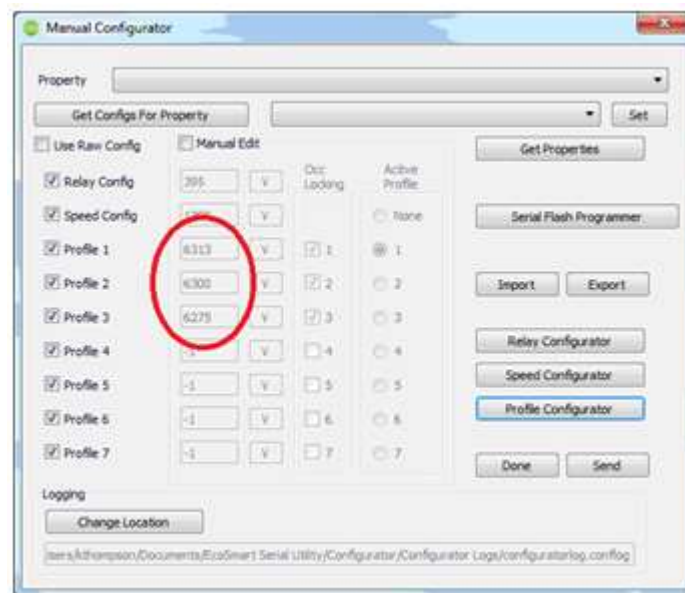 Manual Configurator
Property
Get Configs For Property
Set
Use Raw Config
Manual Edit
Get Properties
Relay Config
395
V
Occ
Locking
Active
Profile
Speed Config
V
None
Serial Flash Programmer
Profile 1
6313
V
1
1
Profile 2
6300
V
2
2
Import
Export
Profile 3
6275
V
3
3
Profile 4
-1
V
4
4
Relay Configurator
Profile 5
-1
V
5
5
Speed Configurator
Profile 6
-1
V
6
6
Profile Configurator
Profile 7
-1
V
7
7
Done
Send
Logging
Change Location
sers/kthompson/Documents/EcoSmart Serial Utility/Configurator/Configurator Logs/configuratorlog.conflog